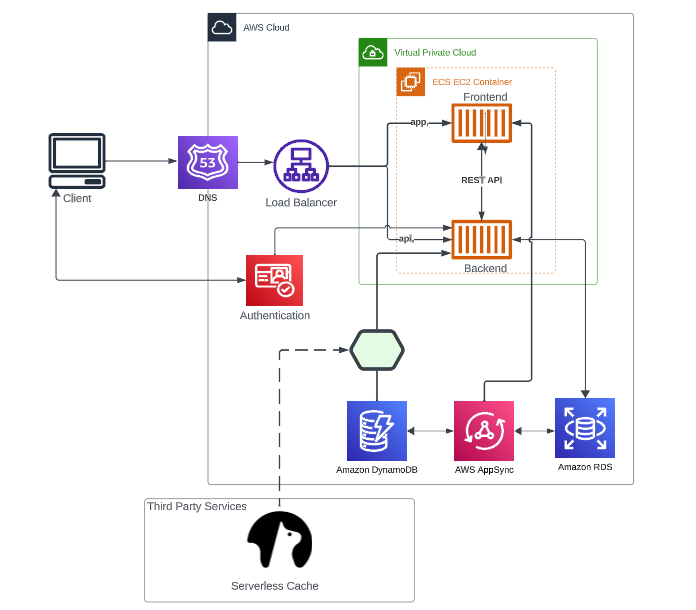 AWS Cloud
Virtual Private Cloud
ECS EC2 Container
Frontend
app,
53
Client
DNS
Load Balancer
REST API
api,
Backend
Authentication
Amazon DynamoDB
AWS AppSync
Amazon RDS
Third Party Services
Serverless Cache